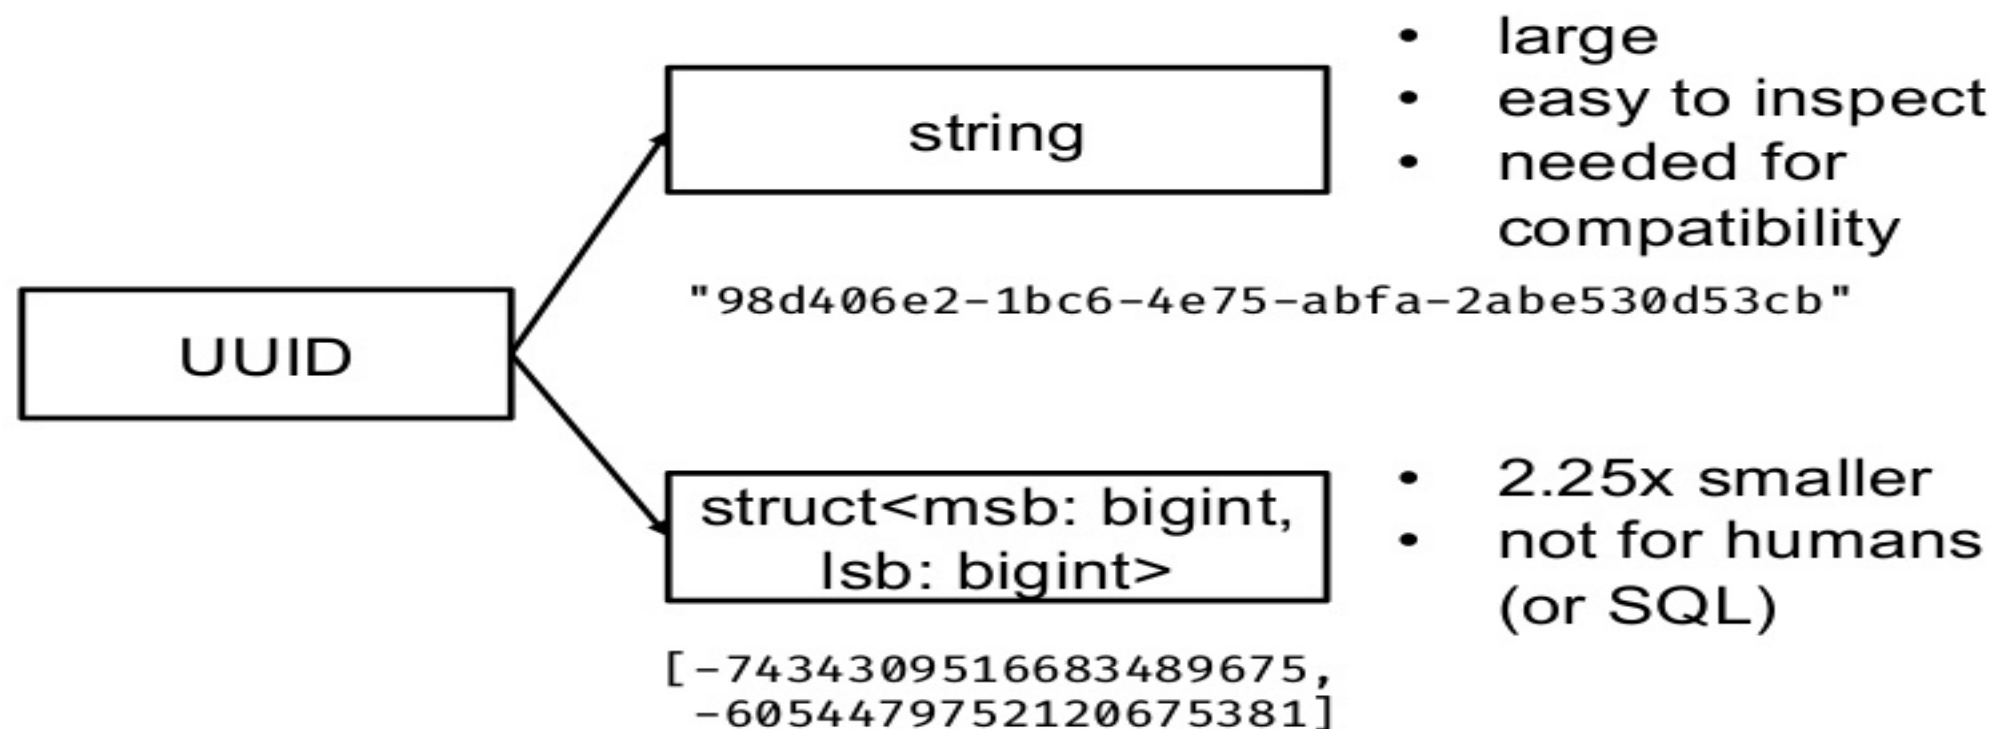 • large
string
• easy to inspect
• needed for
compatibility
"98d406e2-1bc6-4e75-abfa-2abe530d53cb"
UUID
struct<msb: bigint,
lsb: bigint>
• 2.25x smaller
• not for humans
(or SQL)
[-7434309516683489675,
-6054479752120675381]